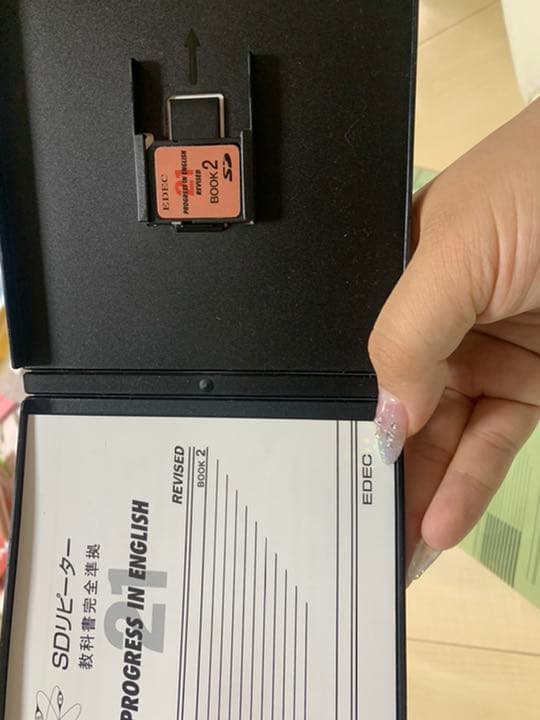 EDEC
PROGRESS IN ENGLISH
21
REVISED
BOOK 2
SD
SDリピーター
教科書完全準拠
PROGRESS IN ENGLISH
21
REVISED
BOOK 2
EDEC